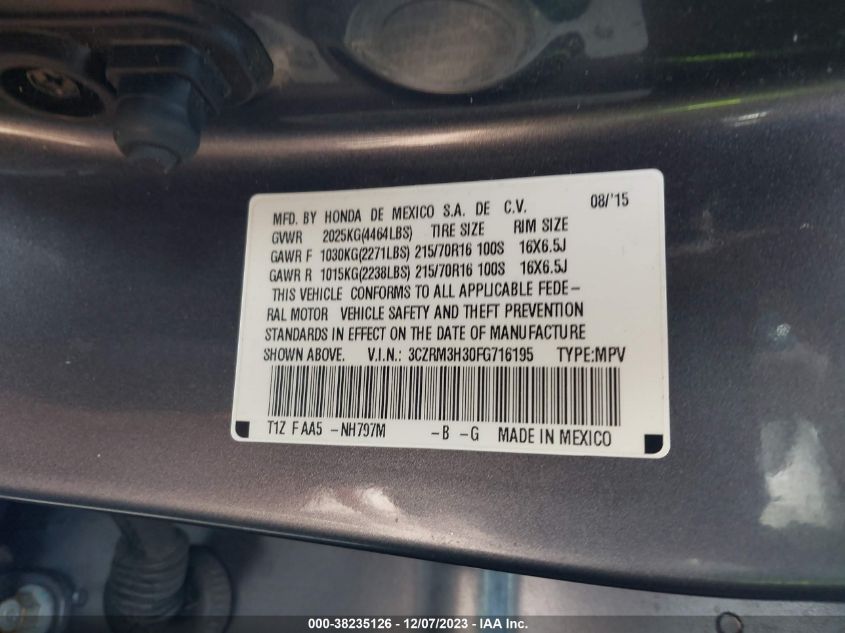 MFD. BY HONDA DE MEXICO S.A. DE C.V. 08/'15
GVWR 2025KG(4464LBS) TIRE SIZE RIM SIZE
GAWR F 1030KG(2271LBS) 215/70R16 100S 16X6.5J
GAWR R 1015KG(2238LBS) 215/70R16 100S 16X6.5J
THIS VEHICLE CONFORMS TO ALL APPLICABLE FEDE-
RAL MOTOR VEHICLE SAFETY AND THEFT PREVENTION
STANDARDS IN EFFECT ON THE DATE OF MANUFACTURE
SHOWN ABOVE. V.I.N.: 3CZRM3H30FG716195 TYPE:MPV
T1Z F AA5 -NH797M -B -G MADE IN MEXICO
000-38235126 - 12/07/2023 - IAA Inc.